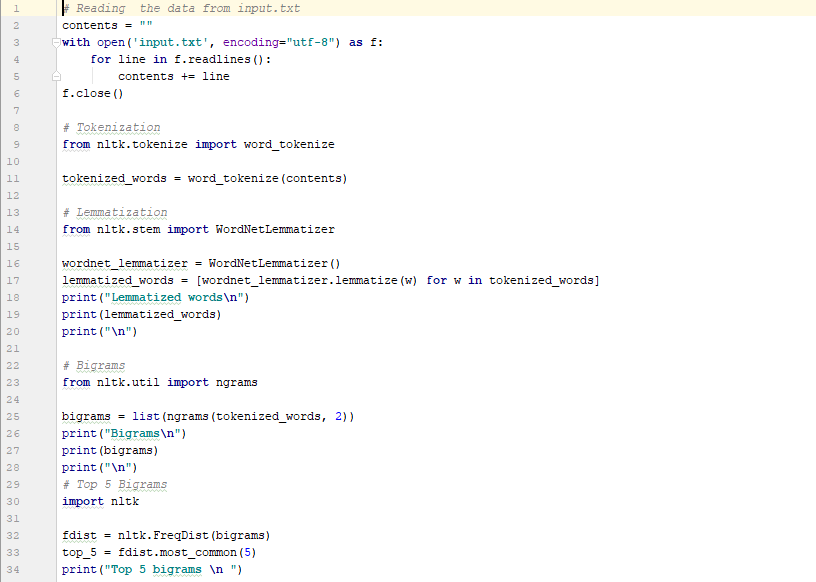 1 # Reading  the data from input.txt
2 contents = ""
3 with open('input.txt', encoding="utf-8") as f:
4     for line in f.readlines():
5         contents += line
6 f.close()
7
8 # Tokenization
9 from nltk.tokenize import word_tokenize
10
11 tokenized_words = word_tokenize(contents)
12
13 # Lemmatization
14 from nltk.stem import WordNetLemmatizer
15
16 wordnet_lemmatizer = WordNetLemmatizer()
17 lemmatized_words = [wordnet_lemmatizer.lemmatize(w) for w in tokenized_words]
18 print("Lemmatized words\n")
19 print(lemmatized_words)
20 print("\n")
21
22 # Bigrams
23 from nltk.util import ngrams
24
25 bigrams = list(ngrams(tokenized_words, 2))
26 print("Bigrams\n")
27 print(bigrams)
28 print("\n")
29 # Top 5 Bigrams
30 import nltk
31
32 fdist = nltk.FreqDist(bigrams)
33 top_5 = fdist.most_common(5)
34 print("Top 5 bigrams \n ")